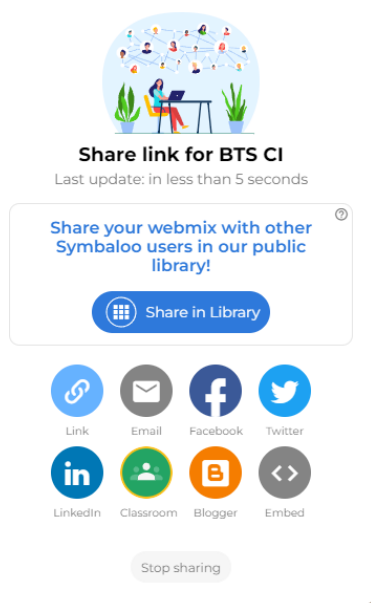 Share link for BTS CI
Last update: in less than 5 seconds
Share your webmix with other
Symbaloo users in our public
library!
Share in Library
Link Email Facebook Twitter
LinkedIn Classroom Blogger Embed
Stop sharing